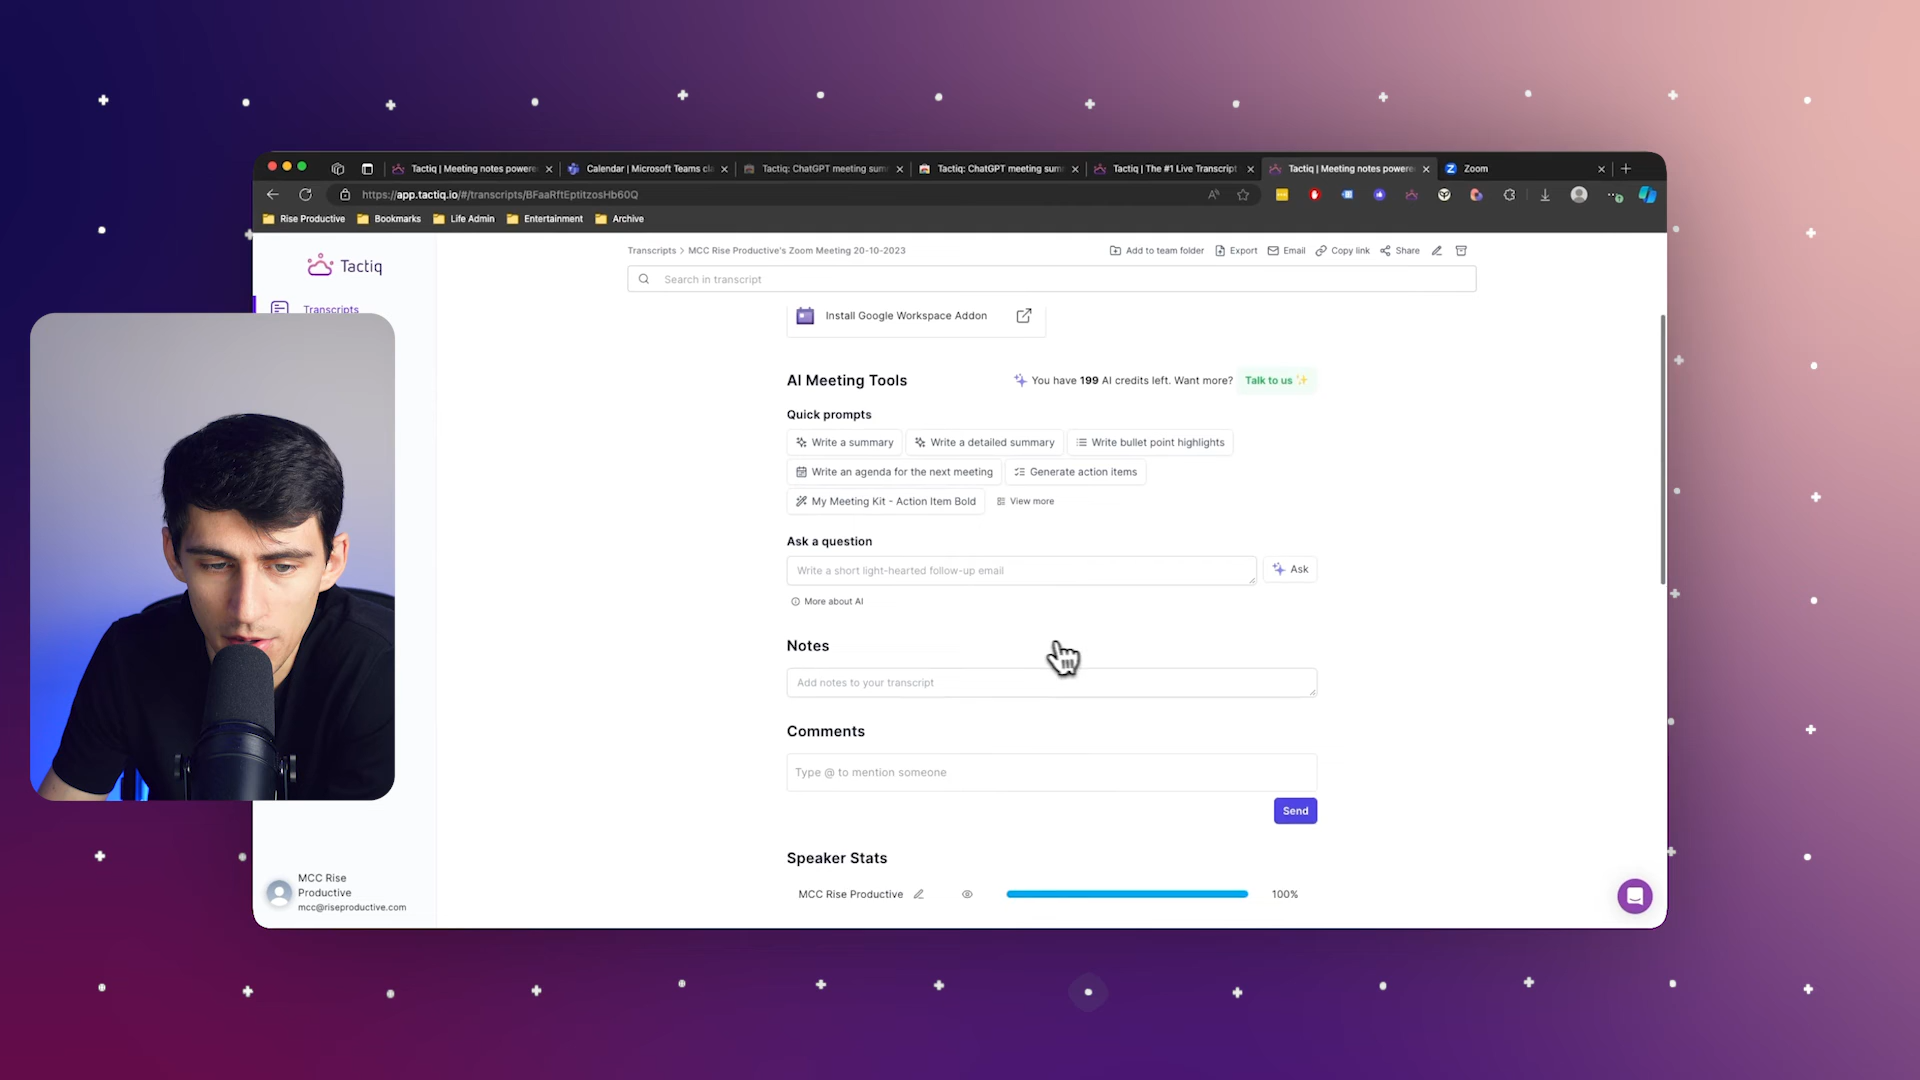 Tactiq | Meeting notes powere
Calendar | Microsoft Teams cl
Tactiq: ChatGPT meeting sum
Tactiq: ChatGPT meeting sum
Tactiq | The #1 Live Transcript
Tactiq | Meeting notes powere
Zoom
https://app.tactiq.io/#/transcripts/BFaaRftEptitzosHb60Q
Rise Productive
Bookmarks
Life Admin
Entertainment
Archive
Tactiq
Transcripts
Transcripts > MCC Rise Productive's Zoom Meeting 20-10-2023
Add to team folder
Export
Email
Copy link
Share
Search in transcript
Install Google Workspace Addon
AI Meeting Tools
You have 199 AI credits left. Want more?
Talk to us
Quick prompts
Write a summary
Write a detailed summary
Write bullet point highlights
Write an agenda for the next meeting
Generate action items
My Meeting Kit - Action Item Bold
View more
Ask a question
Write a short light-hearted follow-up email
Ask
More about AI
Notes
Add notes to your transcript
Comments
Type @ to mention someone
Send
Speaker Stats
MCC Rise Productive
100%
MCC Rise
Productive
mcc@riseproductive.com